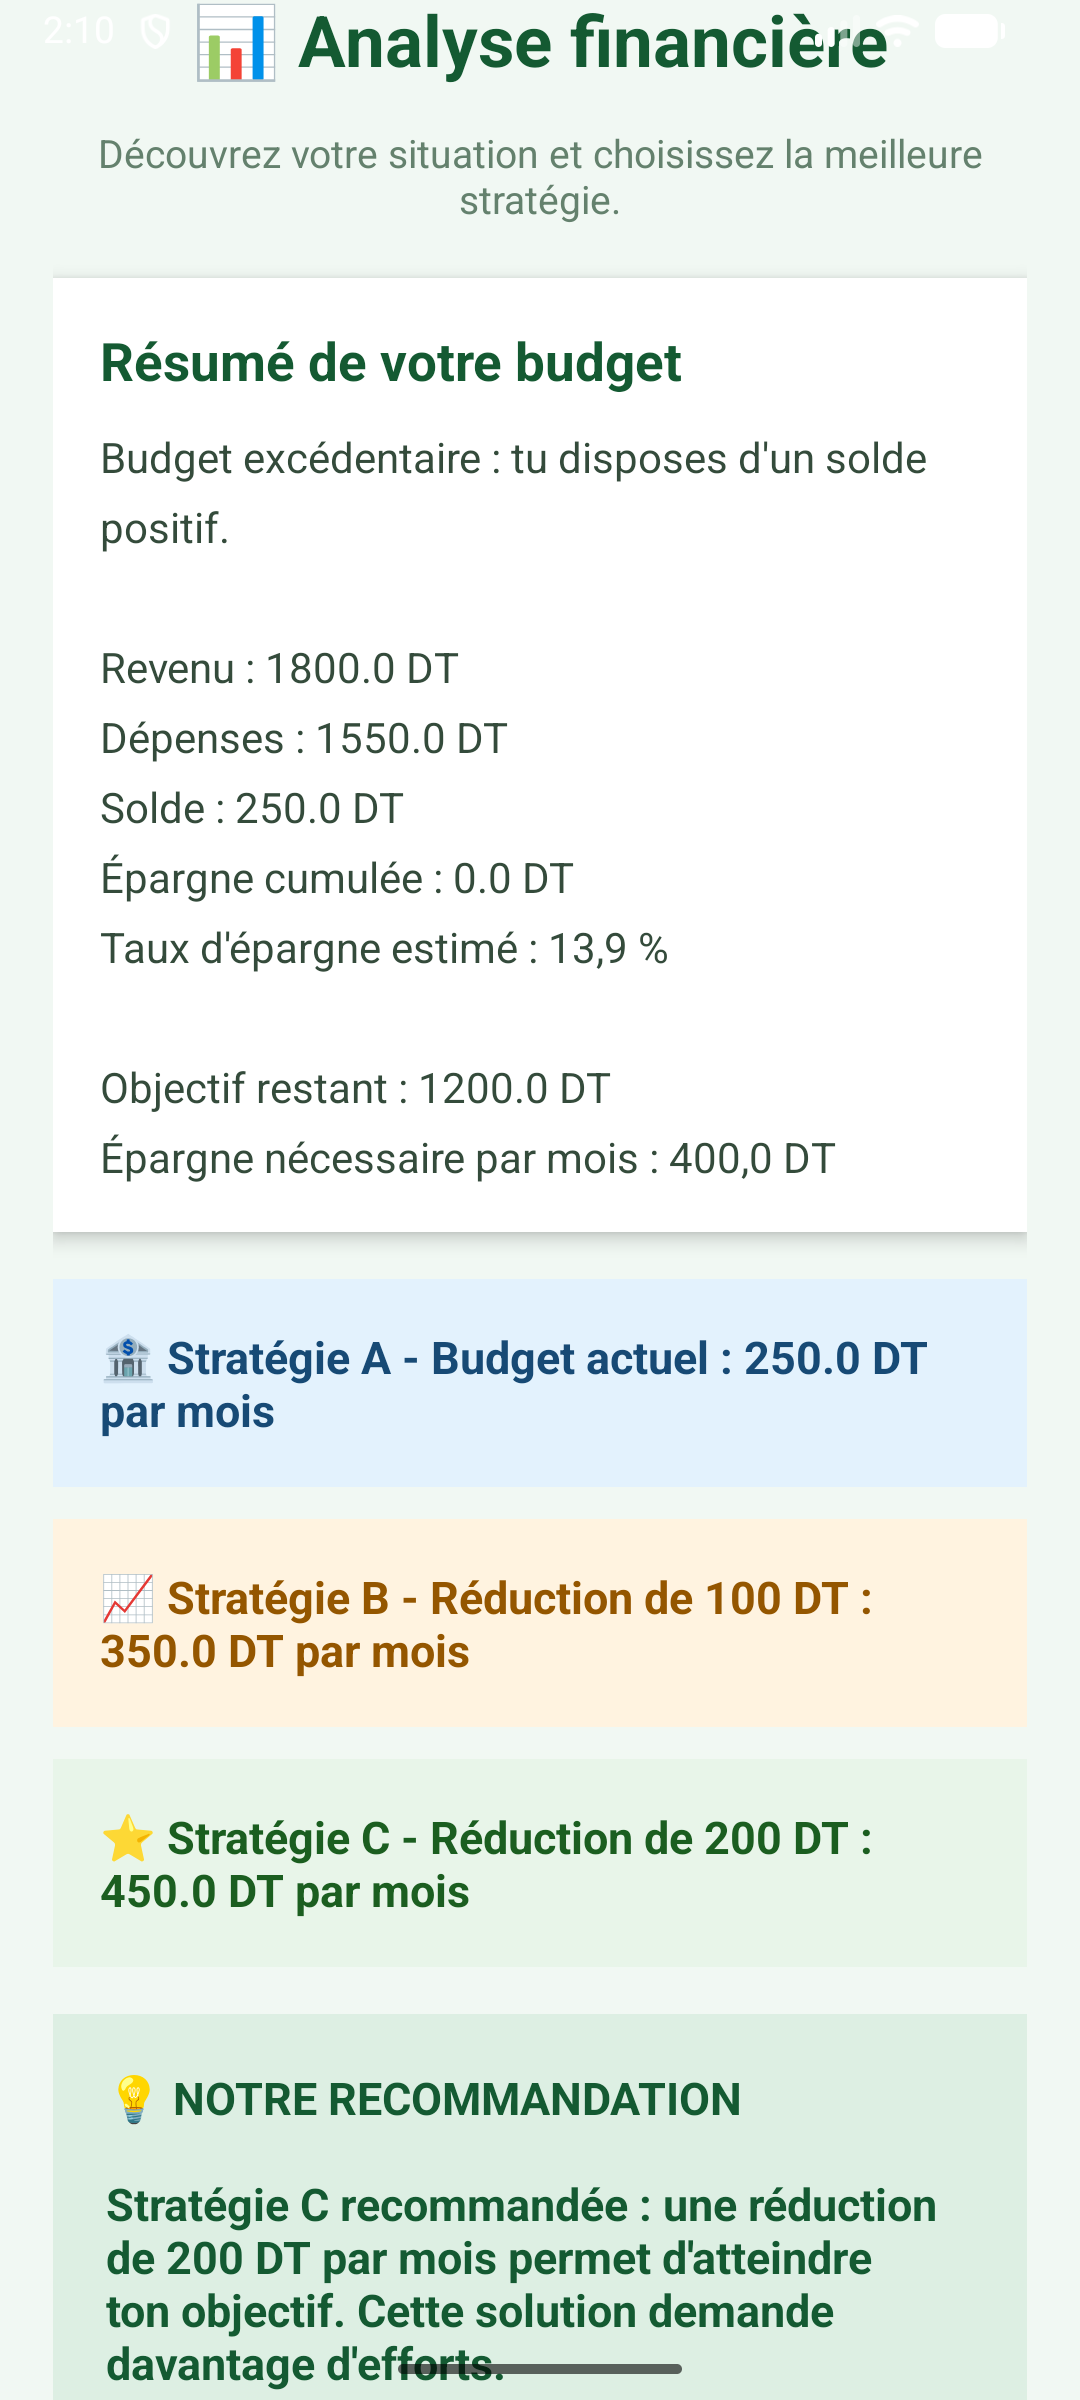 2:10
📊 Analyse financière
Découvrez votre situation et choisissez la meilleure
stratégie.
Résumé de votre budget
Budget excédentaire : tu disposes d'un solde
positif.
Revenu : 1800.0 DT
Dépenses : 1550.0 DT
Solde : 250.0 DT
Épargne cumulée : 0.0 DT
Taux d'épargne estimé : 13,9 %
Objectif restant : 1200.0 DT
Épargne nécessaire par mois : 400,0 DT
🏦 Stratégie A - Budget actuel : 250.0 DT
par mois
📈 Stratégie B - Réduction de 100 DT :
350.0 DT par mois
⭐ Stratégie C - Réduction de 200 DT :
450.0 DT par mois
💡 NOTRE RECOMMANDATION
Stratégie C recommandée : une réduction
de 200 DT par mois permet d'atteindre
ton objectif. Cette solution demande
davantage d'efforts.